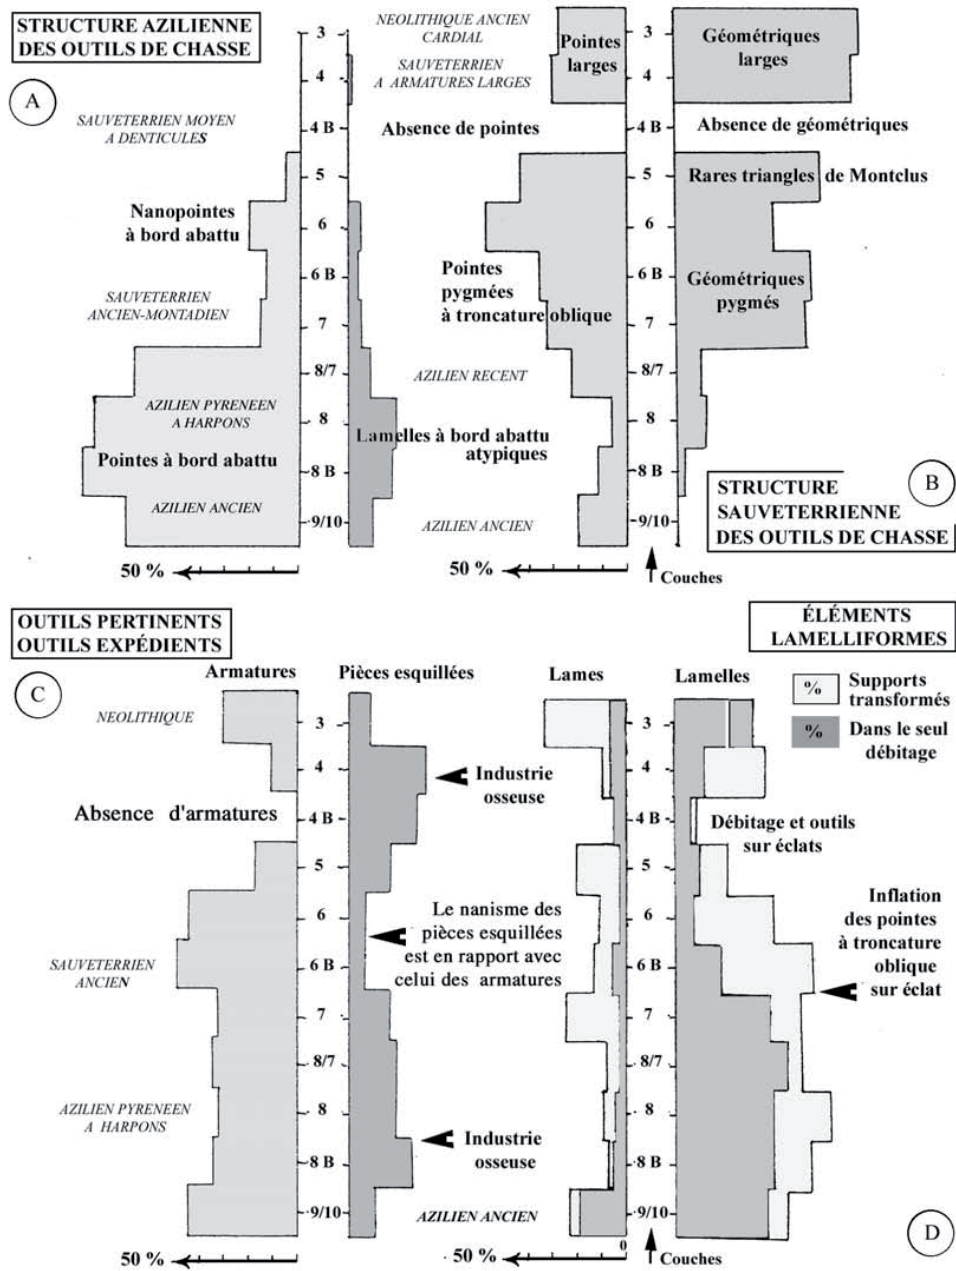 STRUCTURE AZILIENNE
DES OUTILS DE CHASSE
A
NEOLITHIQUE ANCIEN
CARDIAL
SAUVETERRIEN
A ARMATURES LARGES
Pointes
larges
Géométriques
larges
SAUVETERRIEN MOYEN
A DENTICULES
Absence de pointes
Absence de géométriques
Rares triangles de Montclus
Nanopointes
à bord abattu
Pointes
pygmées
à troncature oblique
Géométriques
pygmés
SAUVETERRIEN
ANCIEN-MONTADIEN
AZILIEN RECENT
AZILIEN PYRENEEN
A HARPONS
Lamelles à bord abattu
atypiques
Pointes à bord abattu
AZILIEN ANCIEN
AZILIEN ANCIEN
3
4
4 B
5
6
6 B
7
8/7
8
8 B
9/10
3
4
4 B
5
6
6 B
7
8/7
8
8 B
9/10
B
STRUCTURE
SAUVETERRIENNE
DES OUTILS DE CHASSE
50 %
50 %
Couches
OUTILS PERTINENTS
OUTILS EXPÉDIENTS
C
ÉLÉMENTS
LAMELLIFORMES
Armatures
Pièces esquillées
Lames
Lamelles
% Supports
transformés
% Dans le seul
débitage
NEOLITHIQUE
Industrie
osseuse
Absence d'armatures
Débitage et outils
sur éclats
Le nanisme des
pièces esquillées
est en rapport avec
celui des armatures
Inflation
des pointes
à troncature
oblique
sur éclat
SAUVETERRIEN
ANCIEN
AZILIEN PYRENEEN
A HARPONS
Industrie
osseuse
AZILIEN ANCIEN
3
4
4 B
5
6
6 B
7
8/7
8
8 B
9/10
3
4
4 B
5
6
6 B
7
8/7
8
8 B
9/10
D
50 %
50 %
0
Couches